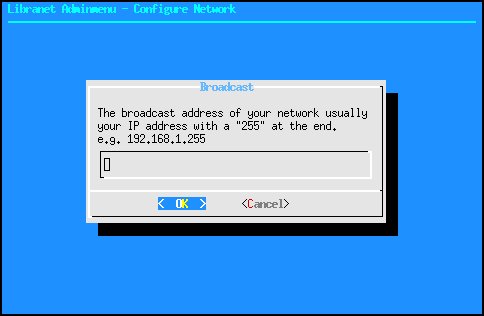 Libranet Adminmenu - Configure Network
Broadcast
The broadcast address of your network usually
your IP address with a "255" at the end.
e.g. 192.168.1.255
< OK > <Cancel>